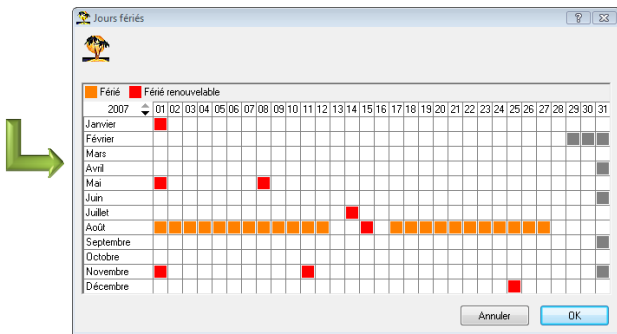 Jours fériés
Férié Férié renouvelable
2007 01 02 03 04 05 06 07 08 09 10 11 12 13 14 15 16 17 18 19 20 21 22 23 24 25 26 27 28 29 30 31
Janvier
Février
Mars
Avril
Mai
Juin
Juillet
Août
Septembre
Octobre
Novembre
Décembre
Annuler OK